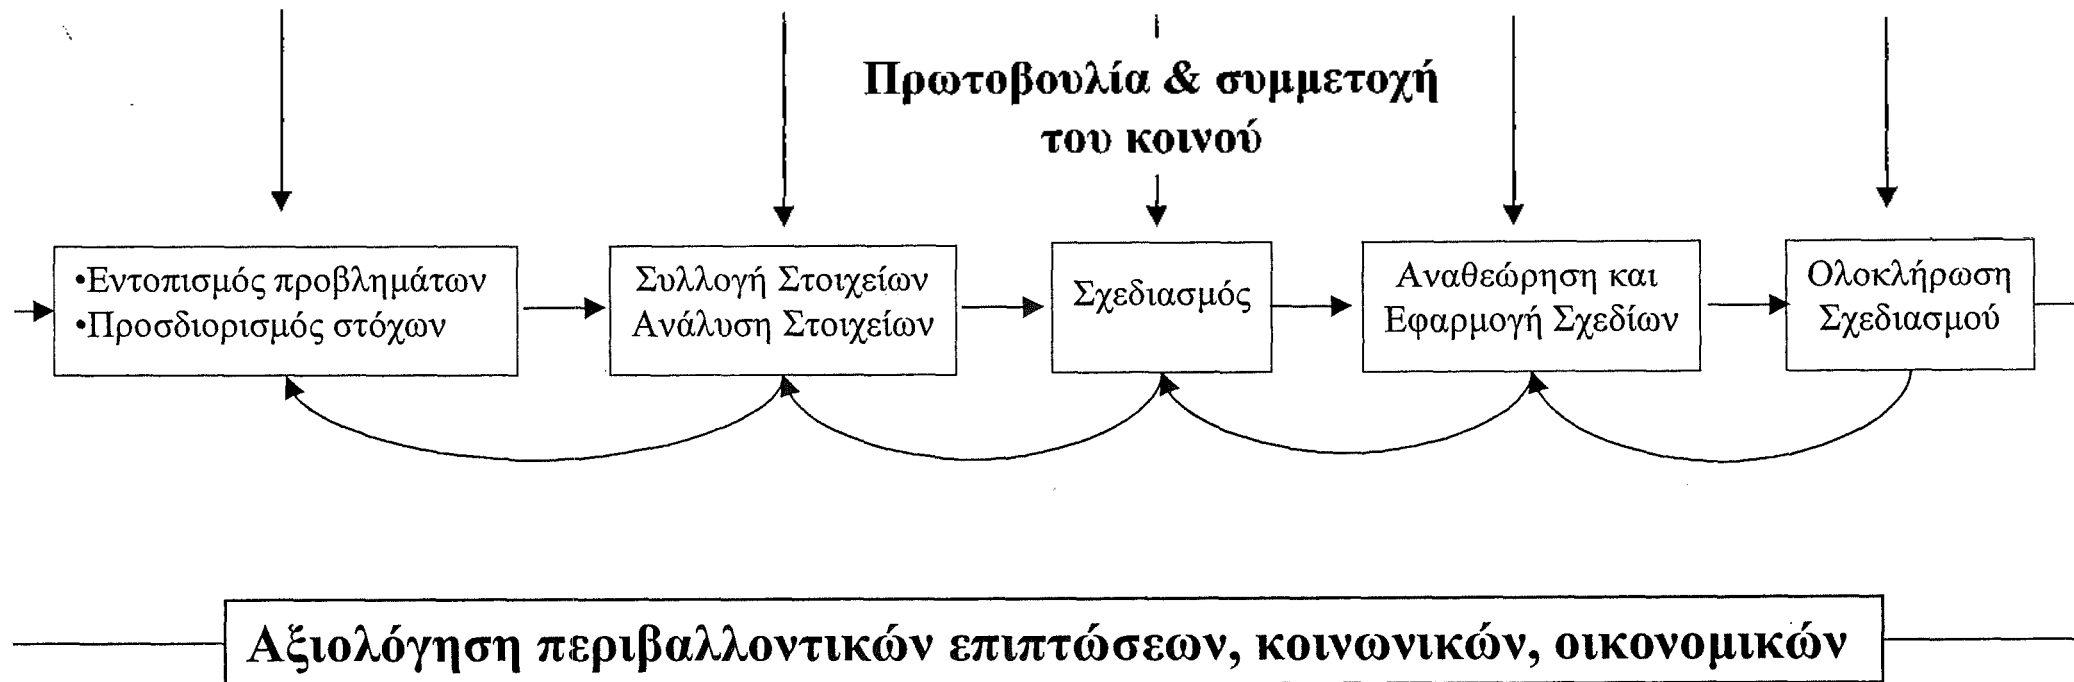 Πρωτοβουλία & συμμετοχή
του κοινού
•Εντοπισμός προβλημάτων
•Προσδιορισμός στόχων
Συλλογή Στοιχείων
Ανάλυση Στοιχείων
Σχεδιασμός
Αναθεώρηση και
Εφαρμογή Σχεδίων
Ολοκλήρωση
Σχεδιασμού
Αξιολόγηση περιβαλλοντικών επιπτώσεων, κοινωνικών, οικονομικών